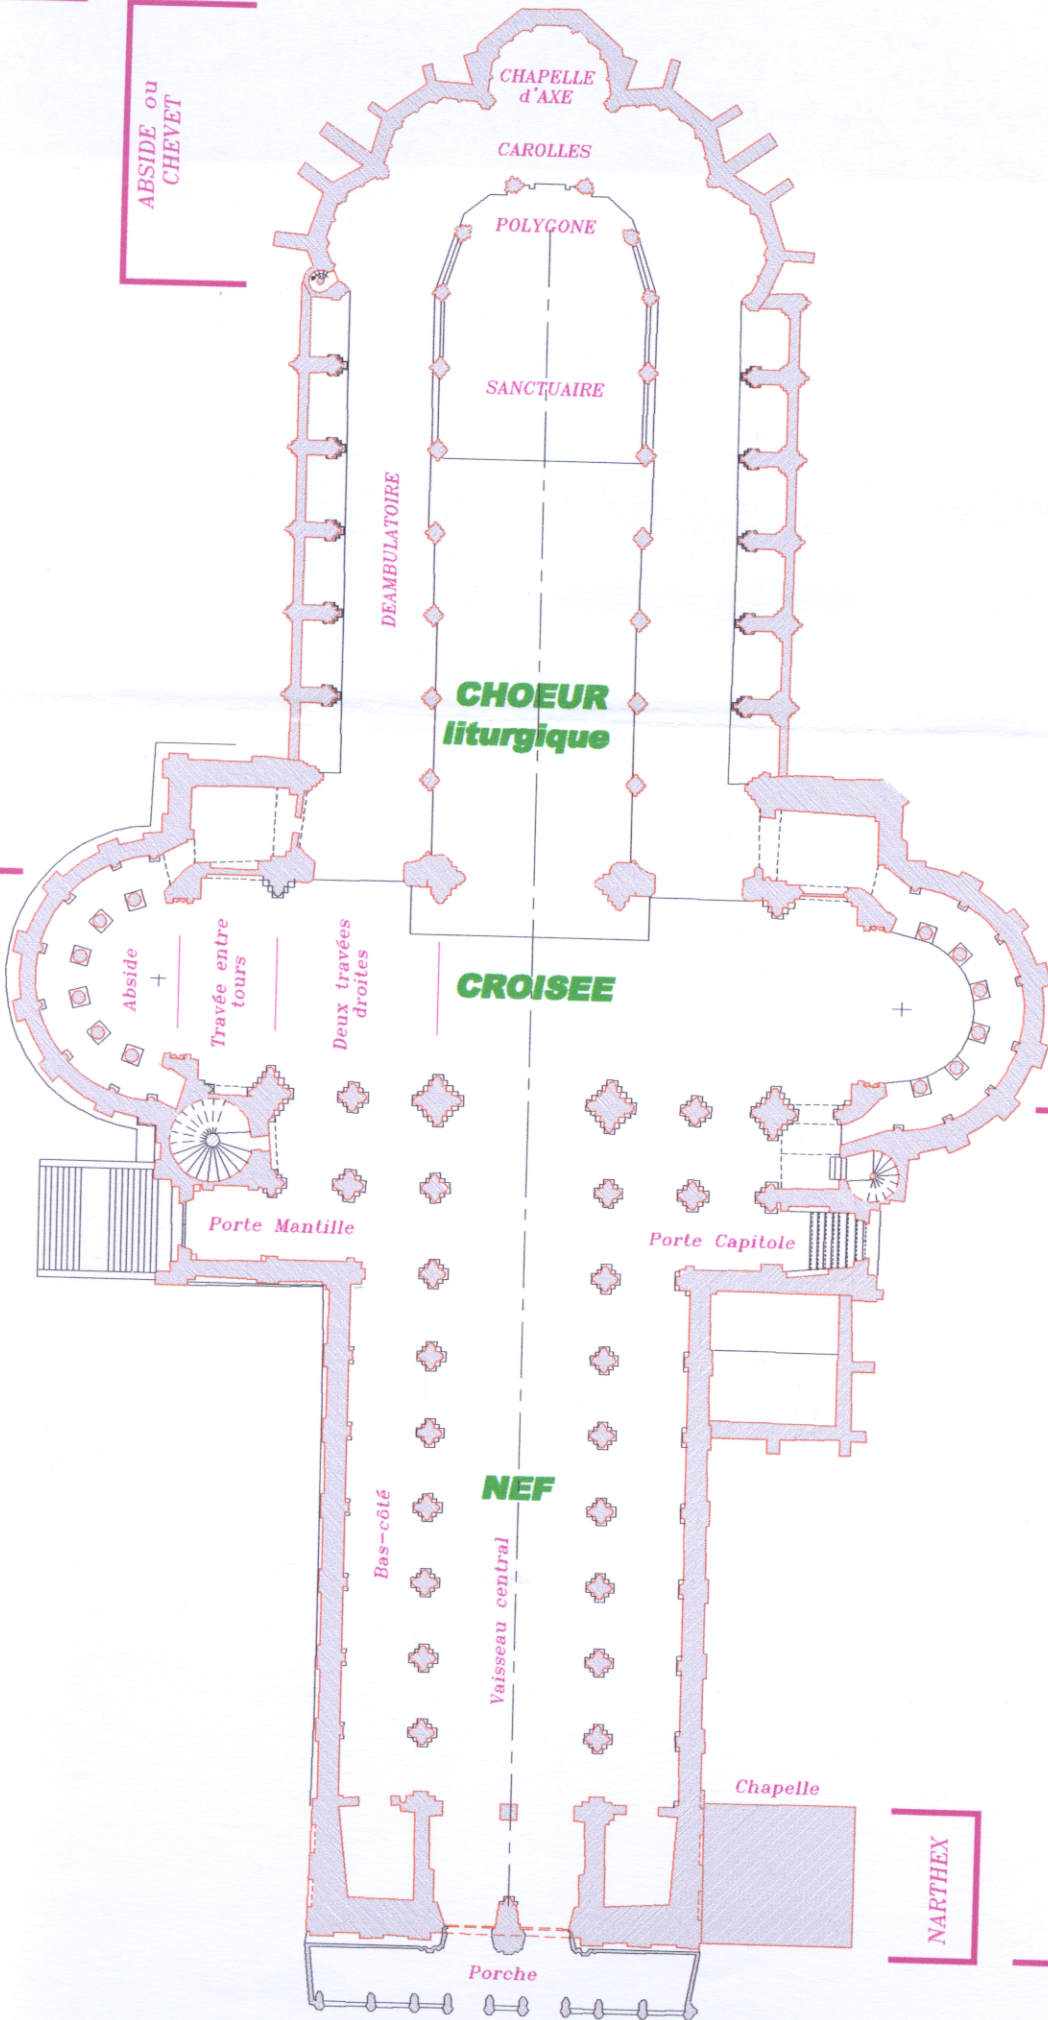 ABSIDE ou
CHEVET
CHAPELLE
d'AXE
CAROLLES
POLYGONE
SANCTUAIRE
DEAMBULATOIRE
CHOEUR
liturgique
Abside
Travée entre
tours
Deux travées
droites
CROISEE
Porte Mantille
Porte Capitole
NEF
Bas-côté
Vaisseau central
Chapelle
NARTHEX
Porche